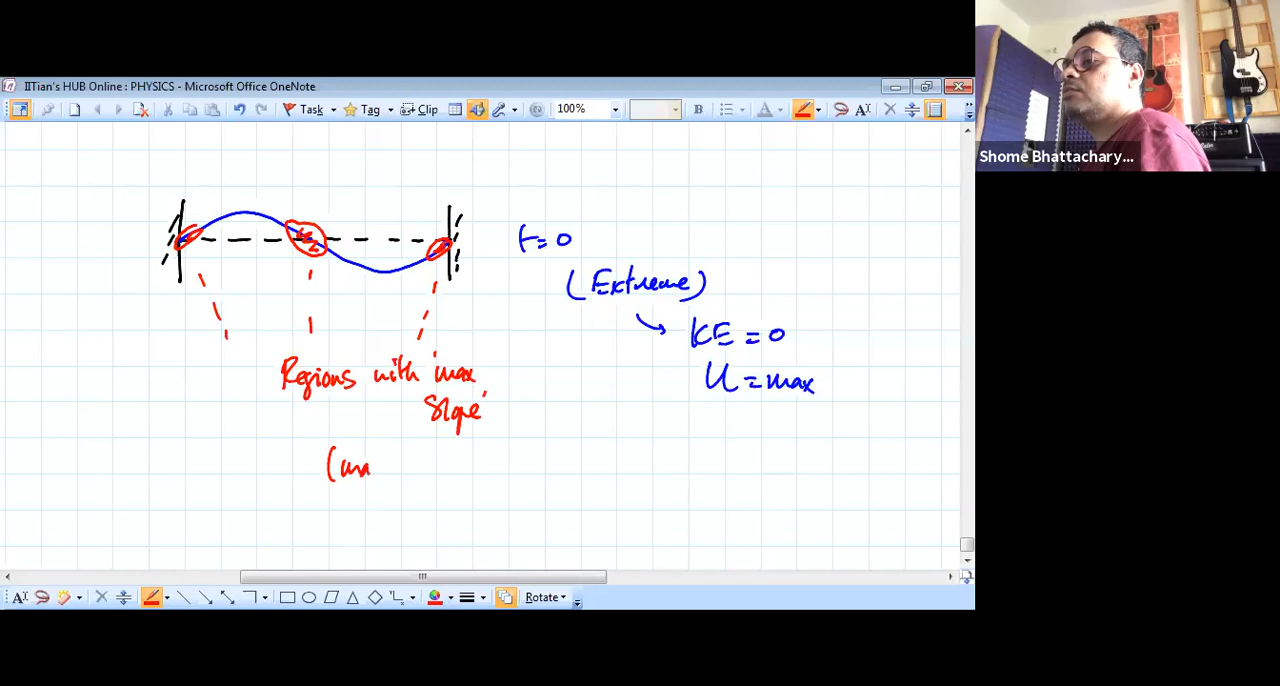 IITian's HUB Online : PHYSICS - Microsoft Office OneNote
Task Tag Clip 100% B A
Shome Bhattachary...
t=0
(Extreme)
KE = 0
U = max
Regions with max
slope
(ma
Rotate